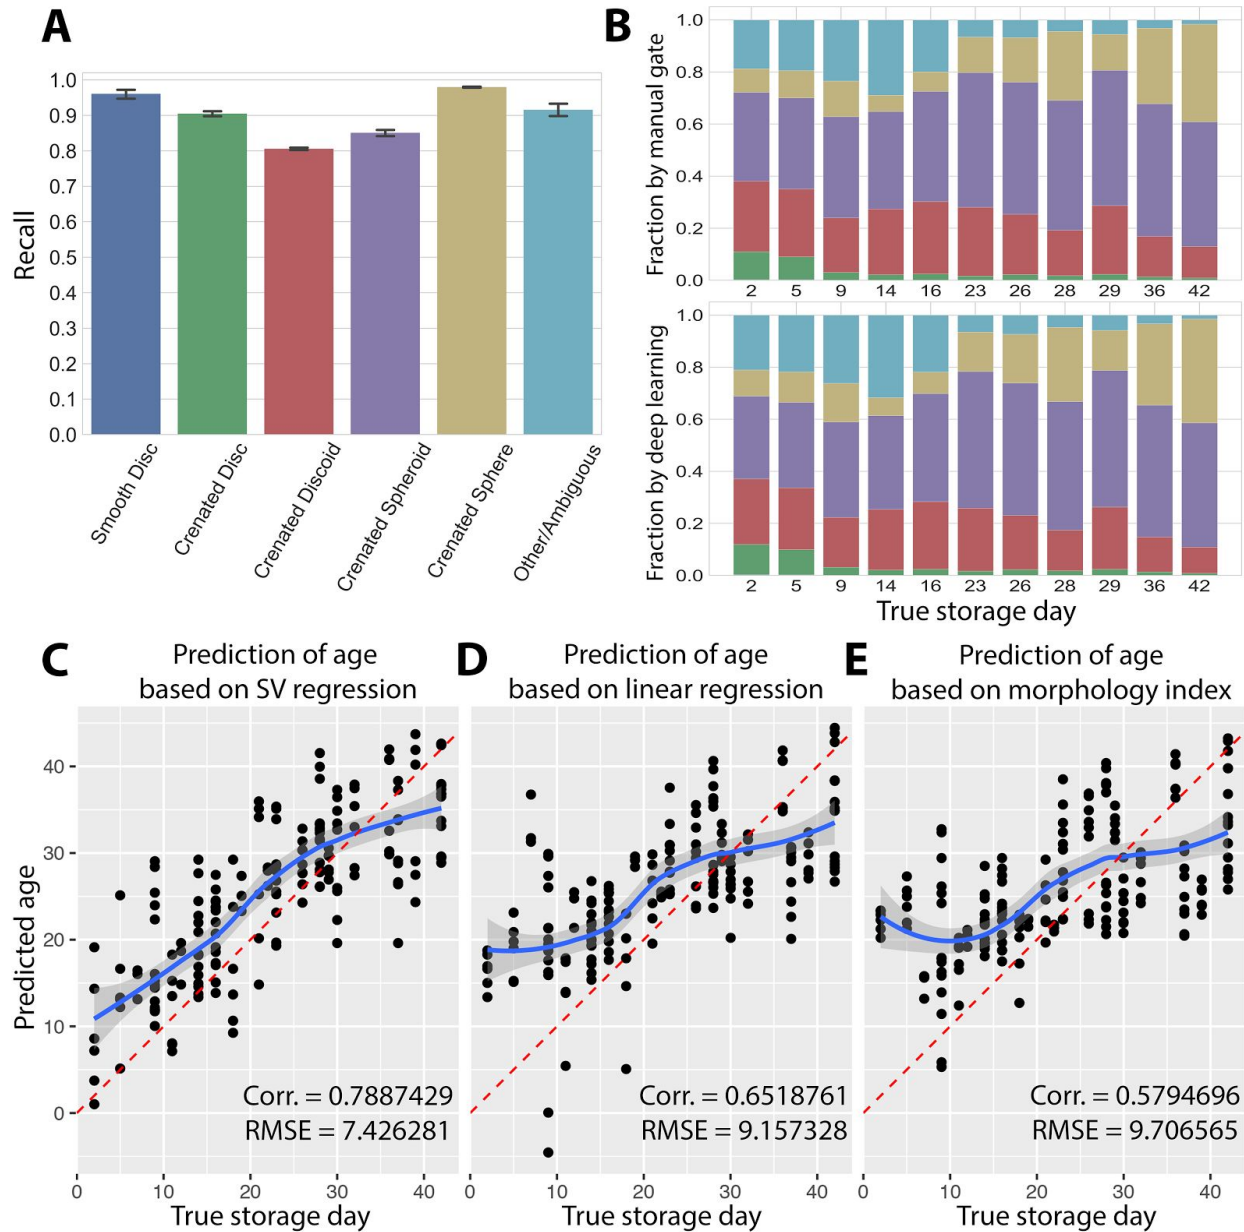 A
Recall
1.0
0.9
0.8
0.7
0.6
0.5
0.4
0.3
0.2
0.1
0.0
Smooth Disc
Crenated Disc
Crenated Discoid
Crenated Spheroid
Crenated Sphere
Other/Ambiguous
B
Fraction by manual gate
1.0
0.8
0.6
0.4
0.2
0.0
2 5 9 14 16 23 26 28 29 36 42
Fraction by deep learning
1.0
0.8
0.6
0.4
0.2
0.0
2 5 9 14 16 23 26 28 29 36 42
True storage day
C
Prediction of age
based on SV regression
Predicted age
40
30
20
10
0
Corr. = 0.7887429
RMSE = 7.426281
0 10 20 30 40
True storage day
D
Prediction of age
based on linear regression
Corr. = 0.6518761
RMSE = 9.157328
0 10 20 30 40
True storage day
E
Prediction of age
based on morphology index
Corr. = 0.5794696
RMSE = 9.706565
0 10 20 30 40
True storage day